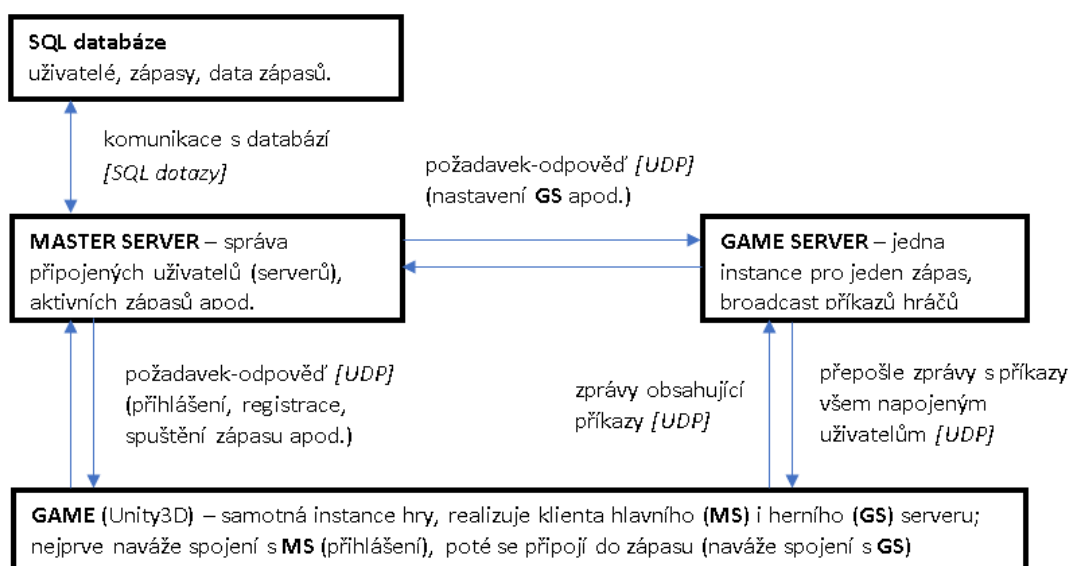 SQL databáze
uživatelé, zápasy, data zápasů.
komunikace s databází
[SQL dotazy]
požadavek-odpověď [UDP]
(nastavení GS apod.)
MASTER SERVER – správa
připojených uživatelů (serverů),
aktivních zápasů apod.
GAME SERVER – jedna
instance pro jeden zápas,
broadcast příkazů hráčů
požadavek-odpověď [UDP]
(přihlášení, registrace,
spuštění zápasu apod.)
zprávy obsahující
příkazy [UDP]
přepošle zprávy s příkazy
všem napojeným
uživatelům [UDP]
GAME (Unity3D) – samotná instance hry, realizuje klienta hlavního (MS) i herního (GS) serveru;
nejprve naváže spojení s MS (přihlášení), poté se připojí do zápasu (naváže spojení s GS)